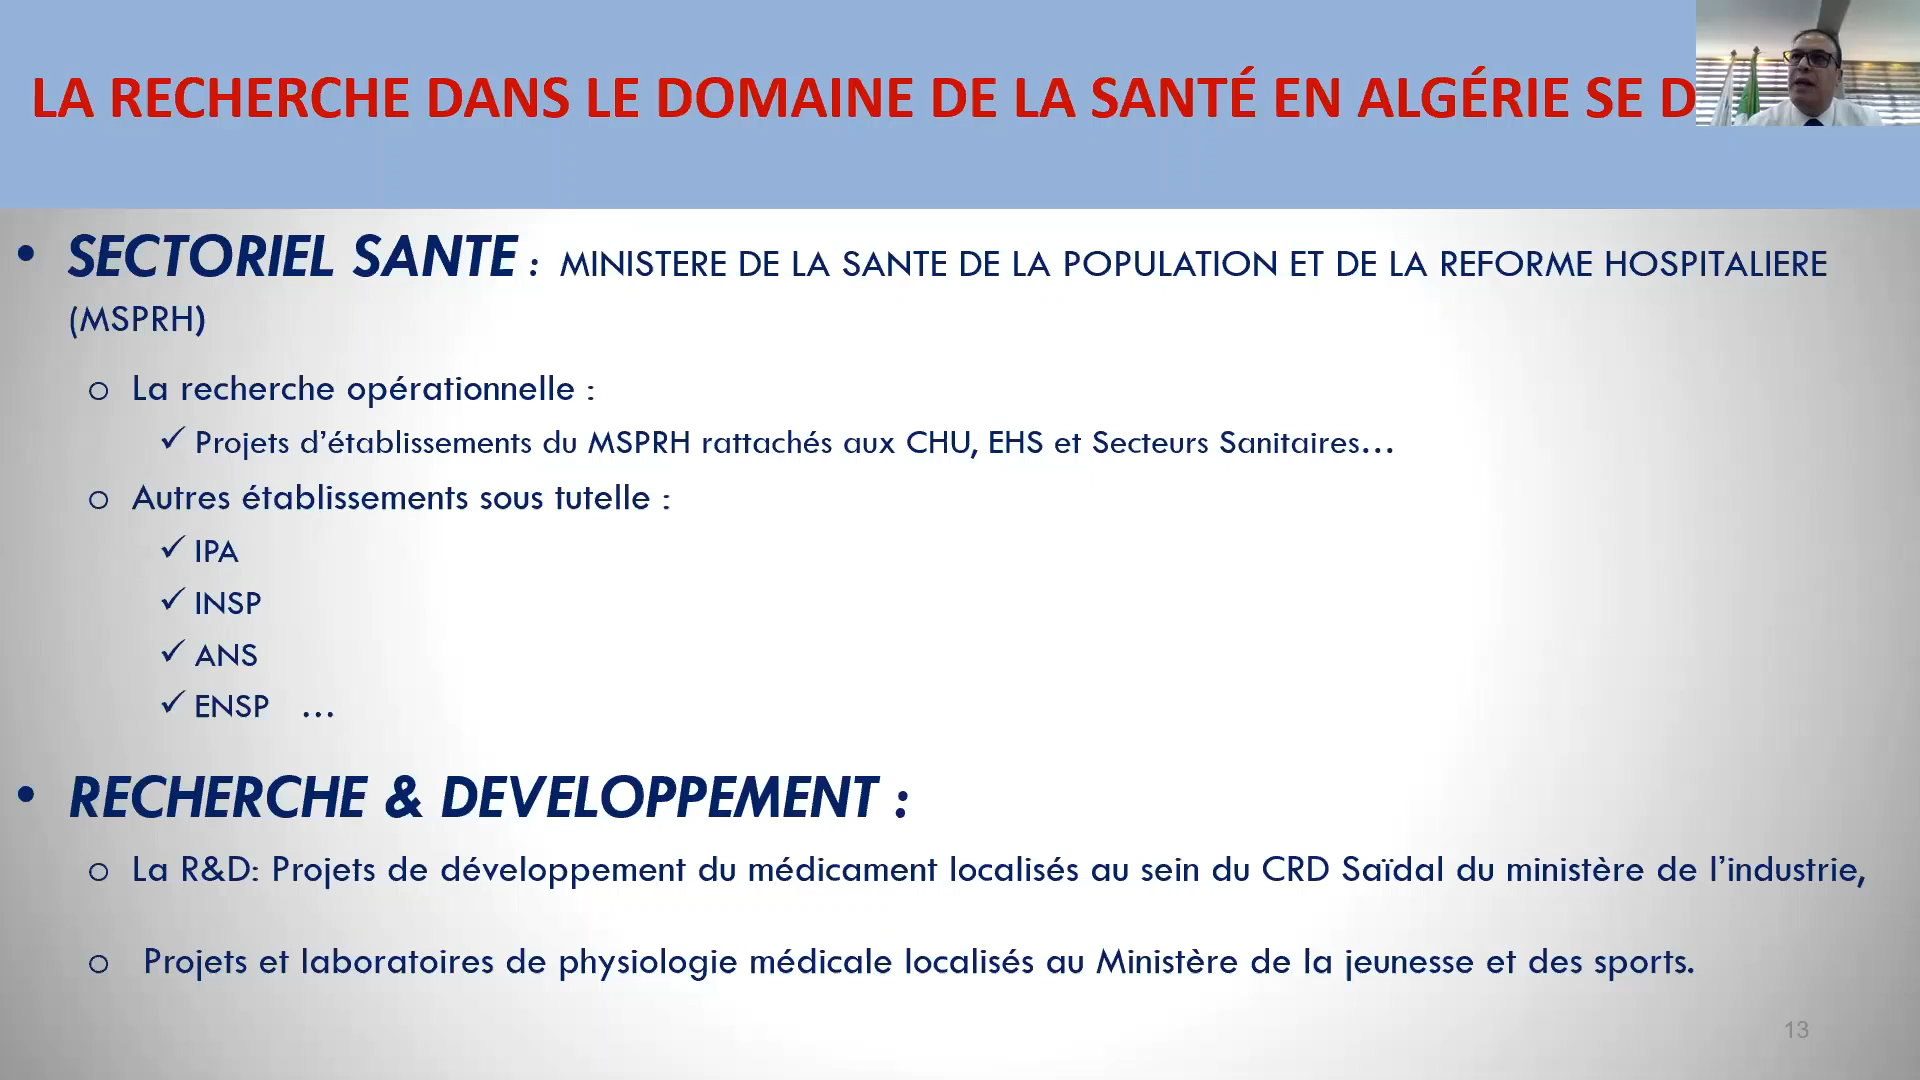 LA RECHERCHE DANS LE DOMAINE DE LA SANTÉ EN ALGÉRIE SE
• SECTORIEL SANTE : MINISTERE DE LA SANTE DE LA POPULATION ET DE LA REFORME HOSPITALIERE
(MSPRH)
o La recherche opérationnelle :
✓ Projets d’établissements du MSPRH rattachés aux CHU, EHS et Secteurs Sanitaires…
o Autres établissements sous tutelle :
✓ IPA
✓ INSP
✓ ANS
✓ ENSP …
• RECHERCHE & DEVELOPPEMENT :
o La R&D: Projets de développement du médicament localisés au sein du CRD Saïdal du ministère de l’industrie,
o Projets et laboratoires de physiologie médicale localisés au Ministère de la jeunesse et des sports.
13